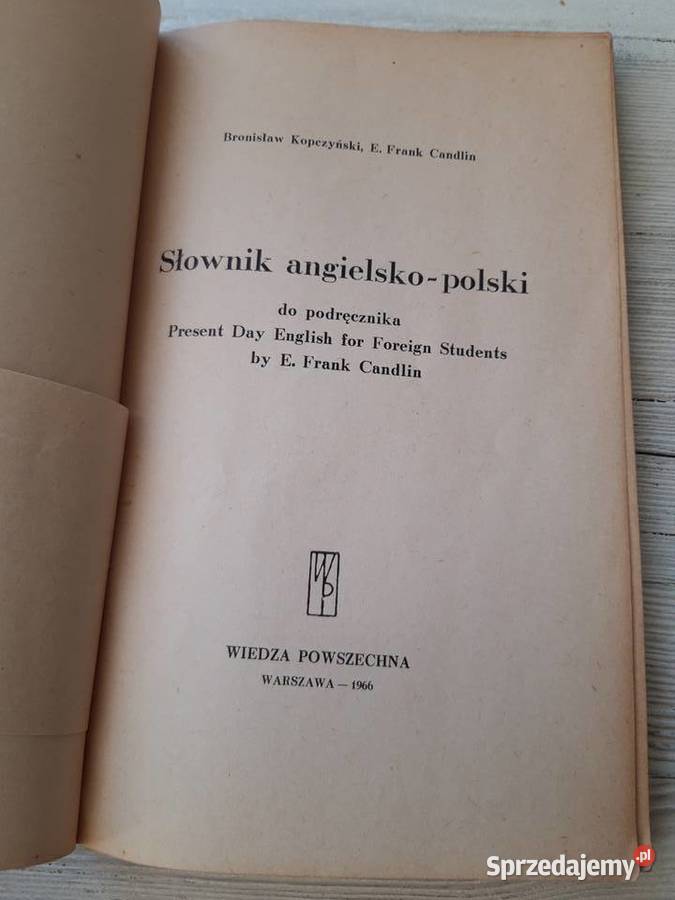 Bronisław Kopczyński, E. Frank Candlin
Słownik angielsko-polski
do podręcznika
Present Day English for Foreign Students
by E. Frank Candlin
WP
WIEDZA POWSZECHNA
WARSZAWA — 1966
Sprzedajemy.pl